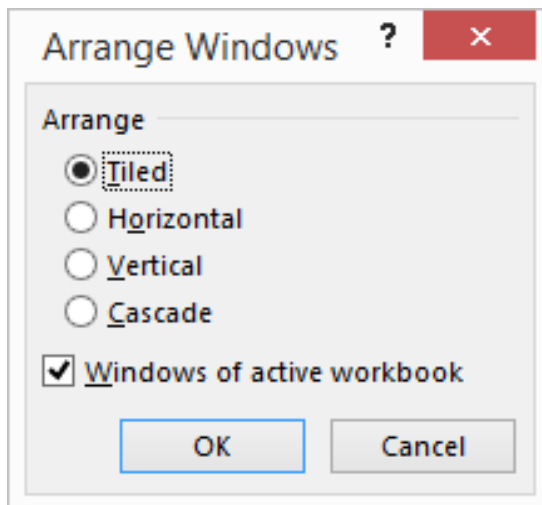 Arrange Windows ?
Arrange
Tiled
Horizontal
Vertical
Cascade
Windows of active workbook
OK Cancel